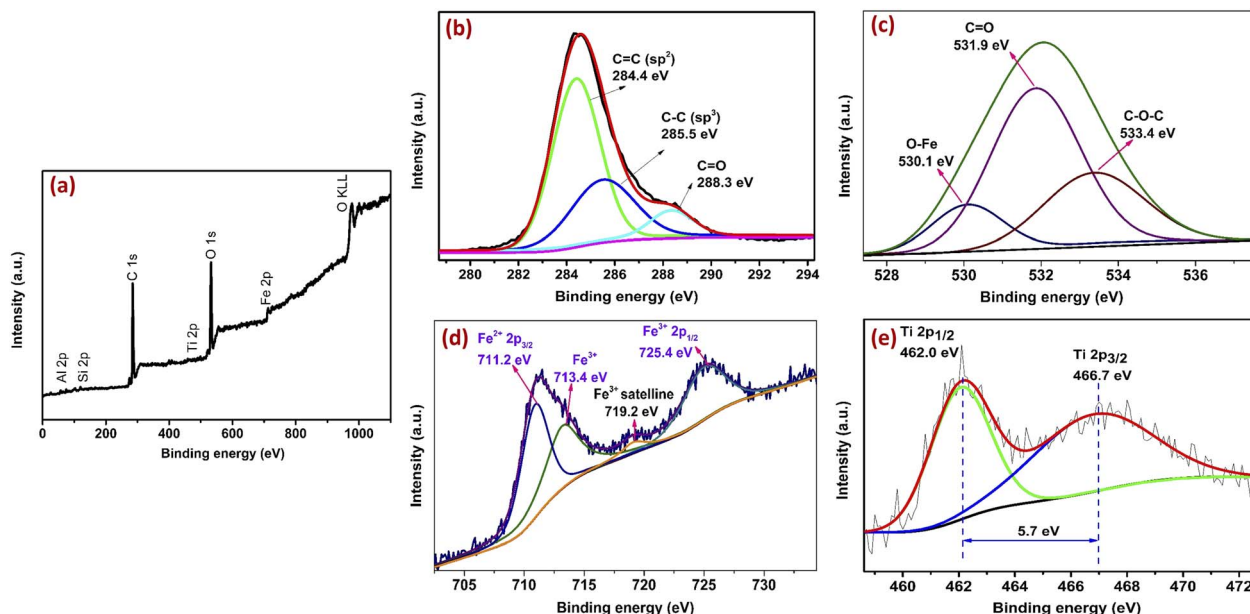 (a)
Intensity (a.u.)
Al 2p
Si 2p
C 1s
Ti 2p
O 1s
Fe 2p
O KLL
0 200 400 600 800 1000
Binding energy (eV)
(b)
Intensity (a.u.)
C=C (sp²)
284.4 eV
C-C (sp³)
285.5 eV
C=O
288.3 eV
280 282 284 286 288 290 292 294
Binding energy (eV)
(c)
Intensity (a.u.)
C=O
531.9 eV
O-Fe
530.1 eV
C-O-C
533.4 eV
528 530 532 534 536
Binding energy (eV)
(d)
Intensity (a.u.)
Fe²⁺ 2p₃/₂
711.2 eV
Fe³⁺
713.4 eV
Fe³⁺ satelline
719.2 eV
Fe³⁺ 2p₁/₂
725.4 eV
705 710 715 720 725 730
Binding energy (eV)
(e)
Intensity (a.u.)
Ti 2p₁/₂
462.0 eV
Ti 2p₃/₂
466.7 eV
5.7 eV
460 462 464 466 468 470 472
Binding energy (eV)